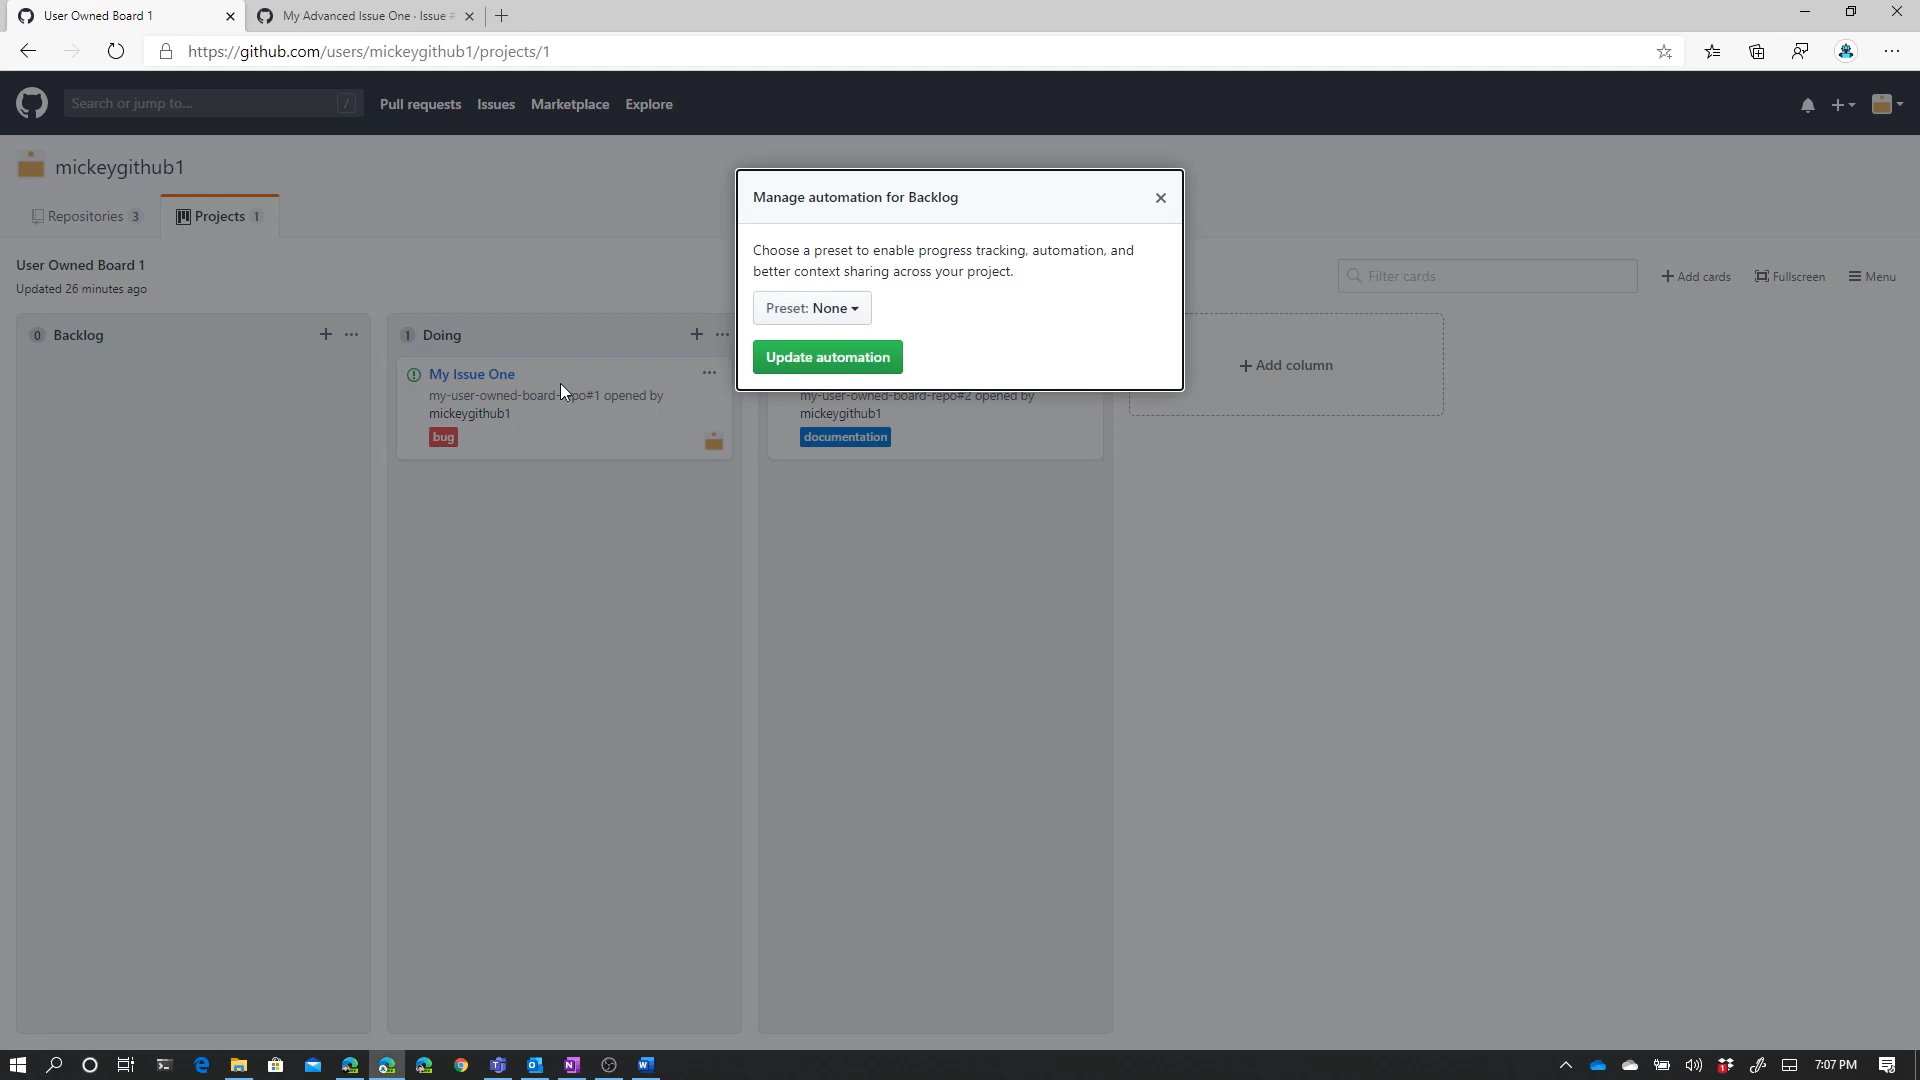 User Owned Board 1
My Advanced Issue One · Issue #
https://github.com/users/mickeygithub1/projects/1
Search or jump to...
/
Pull requests
Issues
Marketplace
Explore
mickeygithub1
Repositories 3
Projects 1
User Owned Board 1
Updated 26 minutes ago
Filter cards
Add cards
Fullscreen
Menu
Manage automation for Backlog
Choose a preset to enable progress tracking, automation, and
better context sharing across your project.
Preset: None
Update automation
0 Backlog
1 Doing
My Issue One
my-user-owned-board-repo#1 opened by
mickeygithub1
bug
my-user-owned-board-repo#2 opened by
mickeygithub1
documentation
Add column
7:07 PM